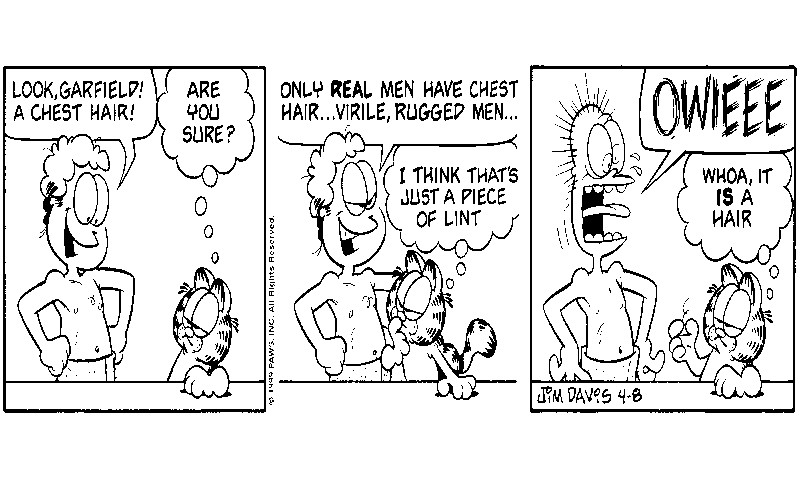 LOOK, GARFIELD!
A CHEST HAIR!
ARE
YOU
SURE?
© 1999 PAWS, INC. All Rights Reserved.
ONLY REAL MEN HAVE CHEST
HAIR...VIRILE, RUGGED MEN...
I THINK THAT'S
JUST A PIECE
OF LINT
OWIEEE
WHOA, IT
IS A
HAIR
JIM DAVIS 4-8